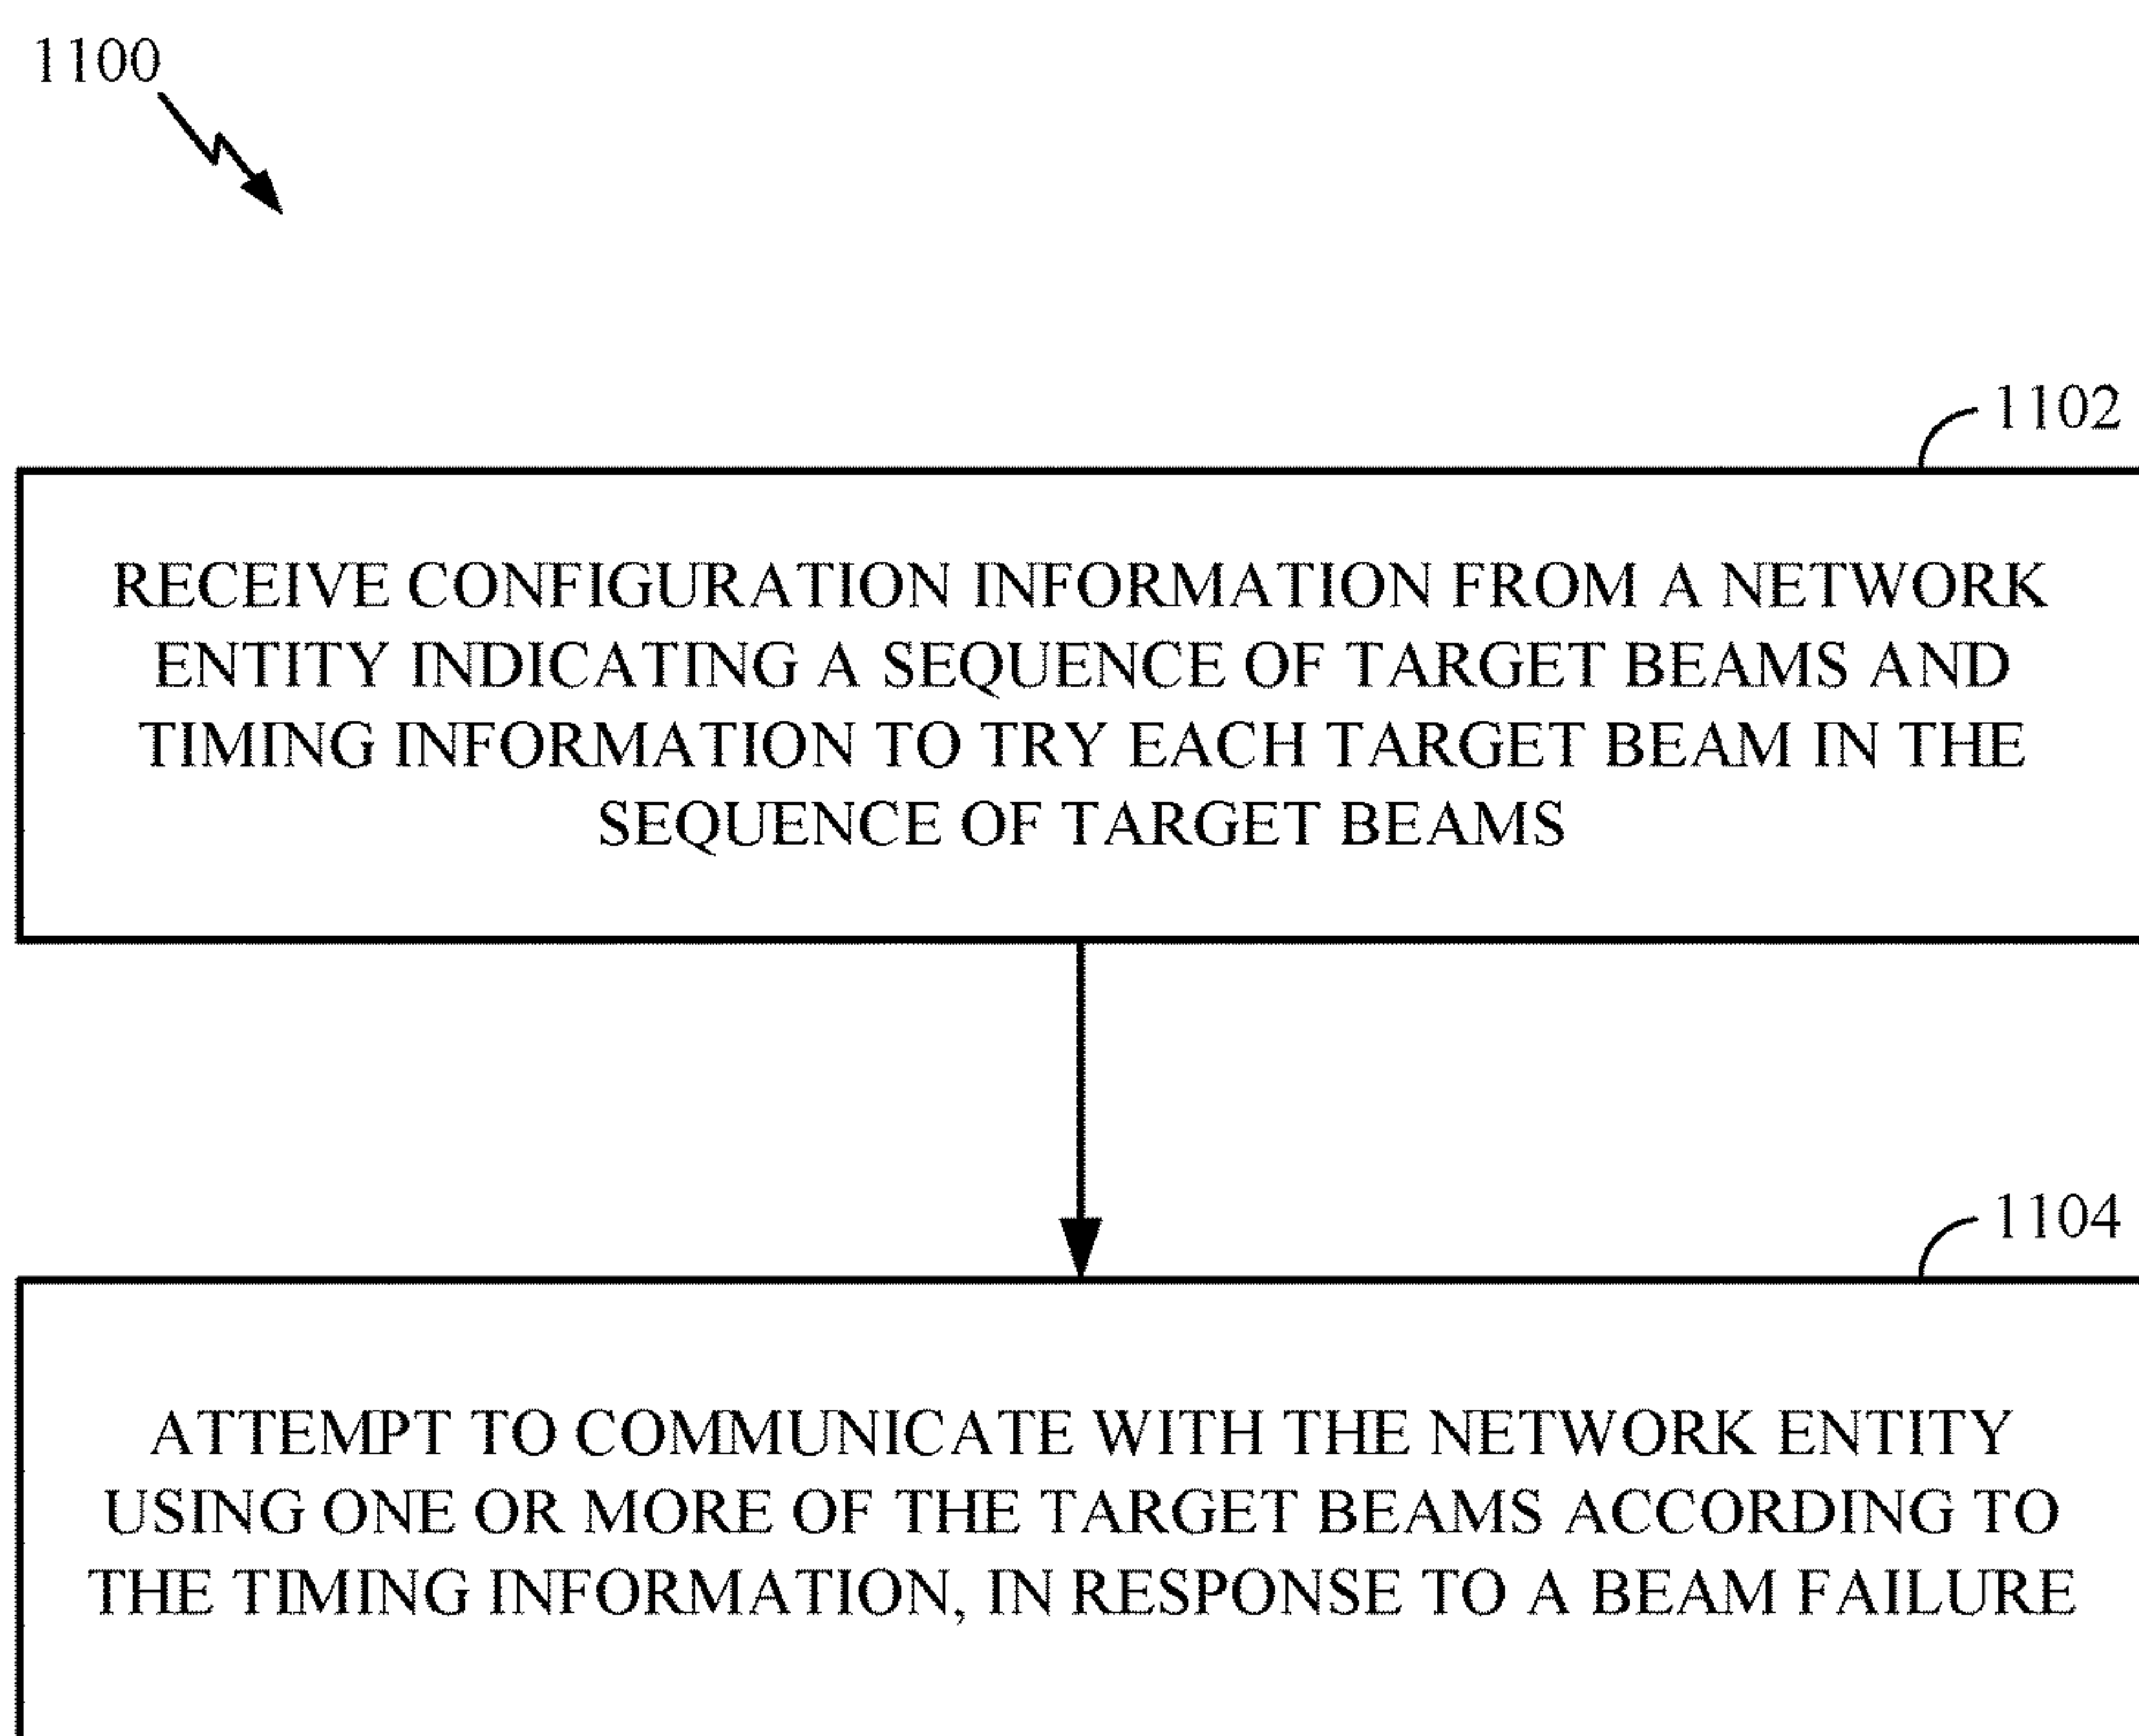 1100
1102
RECEIVE CONFIGURATION INFORMATION FROM A NETWORK
ENTITY INDICATING A SEQUENCE OF TARGET BEAMS AND
TIMING INFORMATION TO TRY EACH TARGET BEAM IN THE
SEQUENCE OF TARGET BEAMS
1104
ATTEMPT TO COMMUNICATE WITH THE NETWORK ENTITY
USING ONE OR MORE OF THE TARGET BEAMS ACCORDING TO
THE TIMING INFORMATION, IN RESPONSE TO A BEAM FAILURE